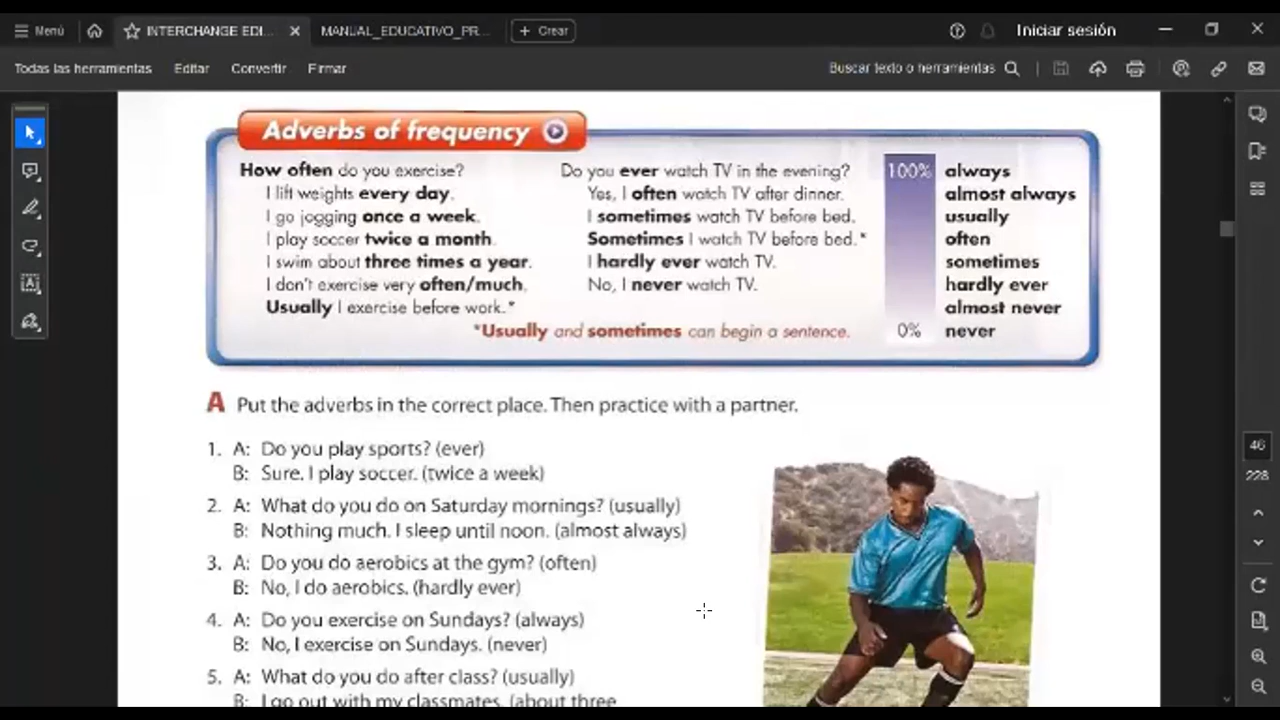 Menú
INTERCHANGE EDI...
MANUAL_EDUCATIVO_PR...
Crear
Iniciar sesión
Todas las herramientas
Editar
Convertir
Firmar
Buscar texto o herramientas
Adverbs of frequency
How often do you exercise?
I lift weights every day.
I go jogging once a week.
I play soccer twice a month.
I swim about three times a year.
I don't exercise very often/much.
Usually I exercise before work.*
Do you ever watch TV in the evening?
Yes, I often watch TV after dinner.
I sometimes watch TV before bed.
Sometimes I watch TV before bed.*
I hardly ever watch TV.
No, I never watch TV.
*Usually and sometimes can begin a sentence.
100% always
almost always
usually
often
sometimes
hardly ever
almost never
0% never
A Put the adverbs in the correct place. Then practice with a partner.
1. A: Do you play sports? (ever)
B: Sure. I play soccer. (twice a week)
2. A: What do you do on Saturday mornings? (usually)
B: Nothing much. I sleep until noon. (almost always)
3. A: Do you do aerobics at the gym? (often)
B: No, I do aerobics. (hardly ever)
4. A: Do you exercise on Sundays? (always)
B: No, I exercise on Sundays. (never)
5. A: What do you do after class? (usually)
B: I go out with my classmates. (about three
46
228